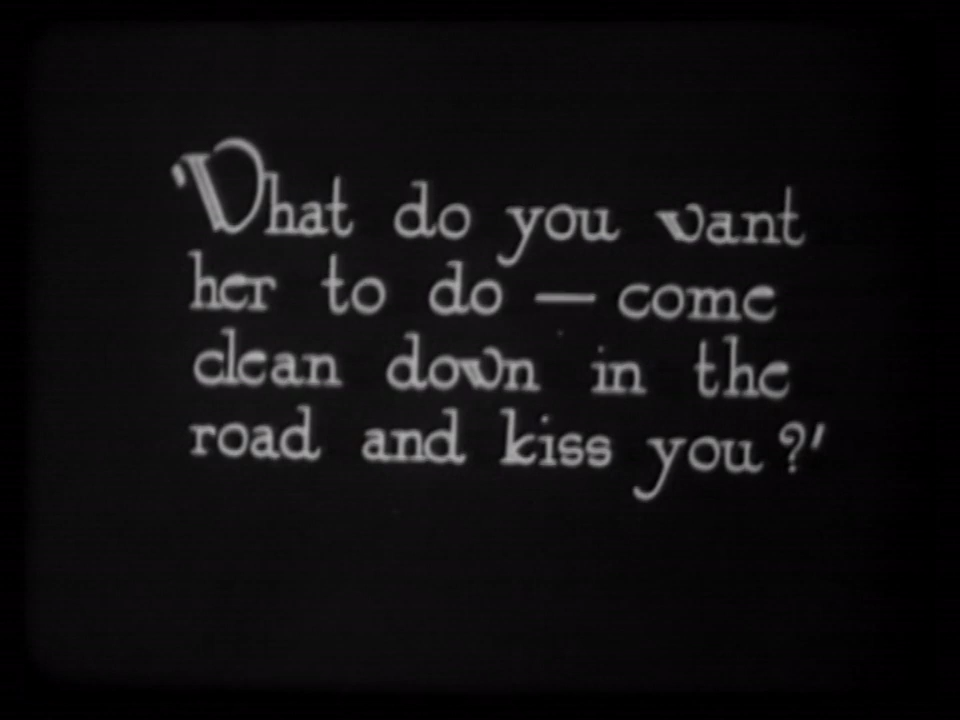 'What do you want
her to do — come
clean down in the
road and kiss you?'